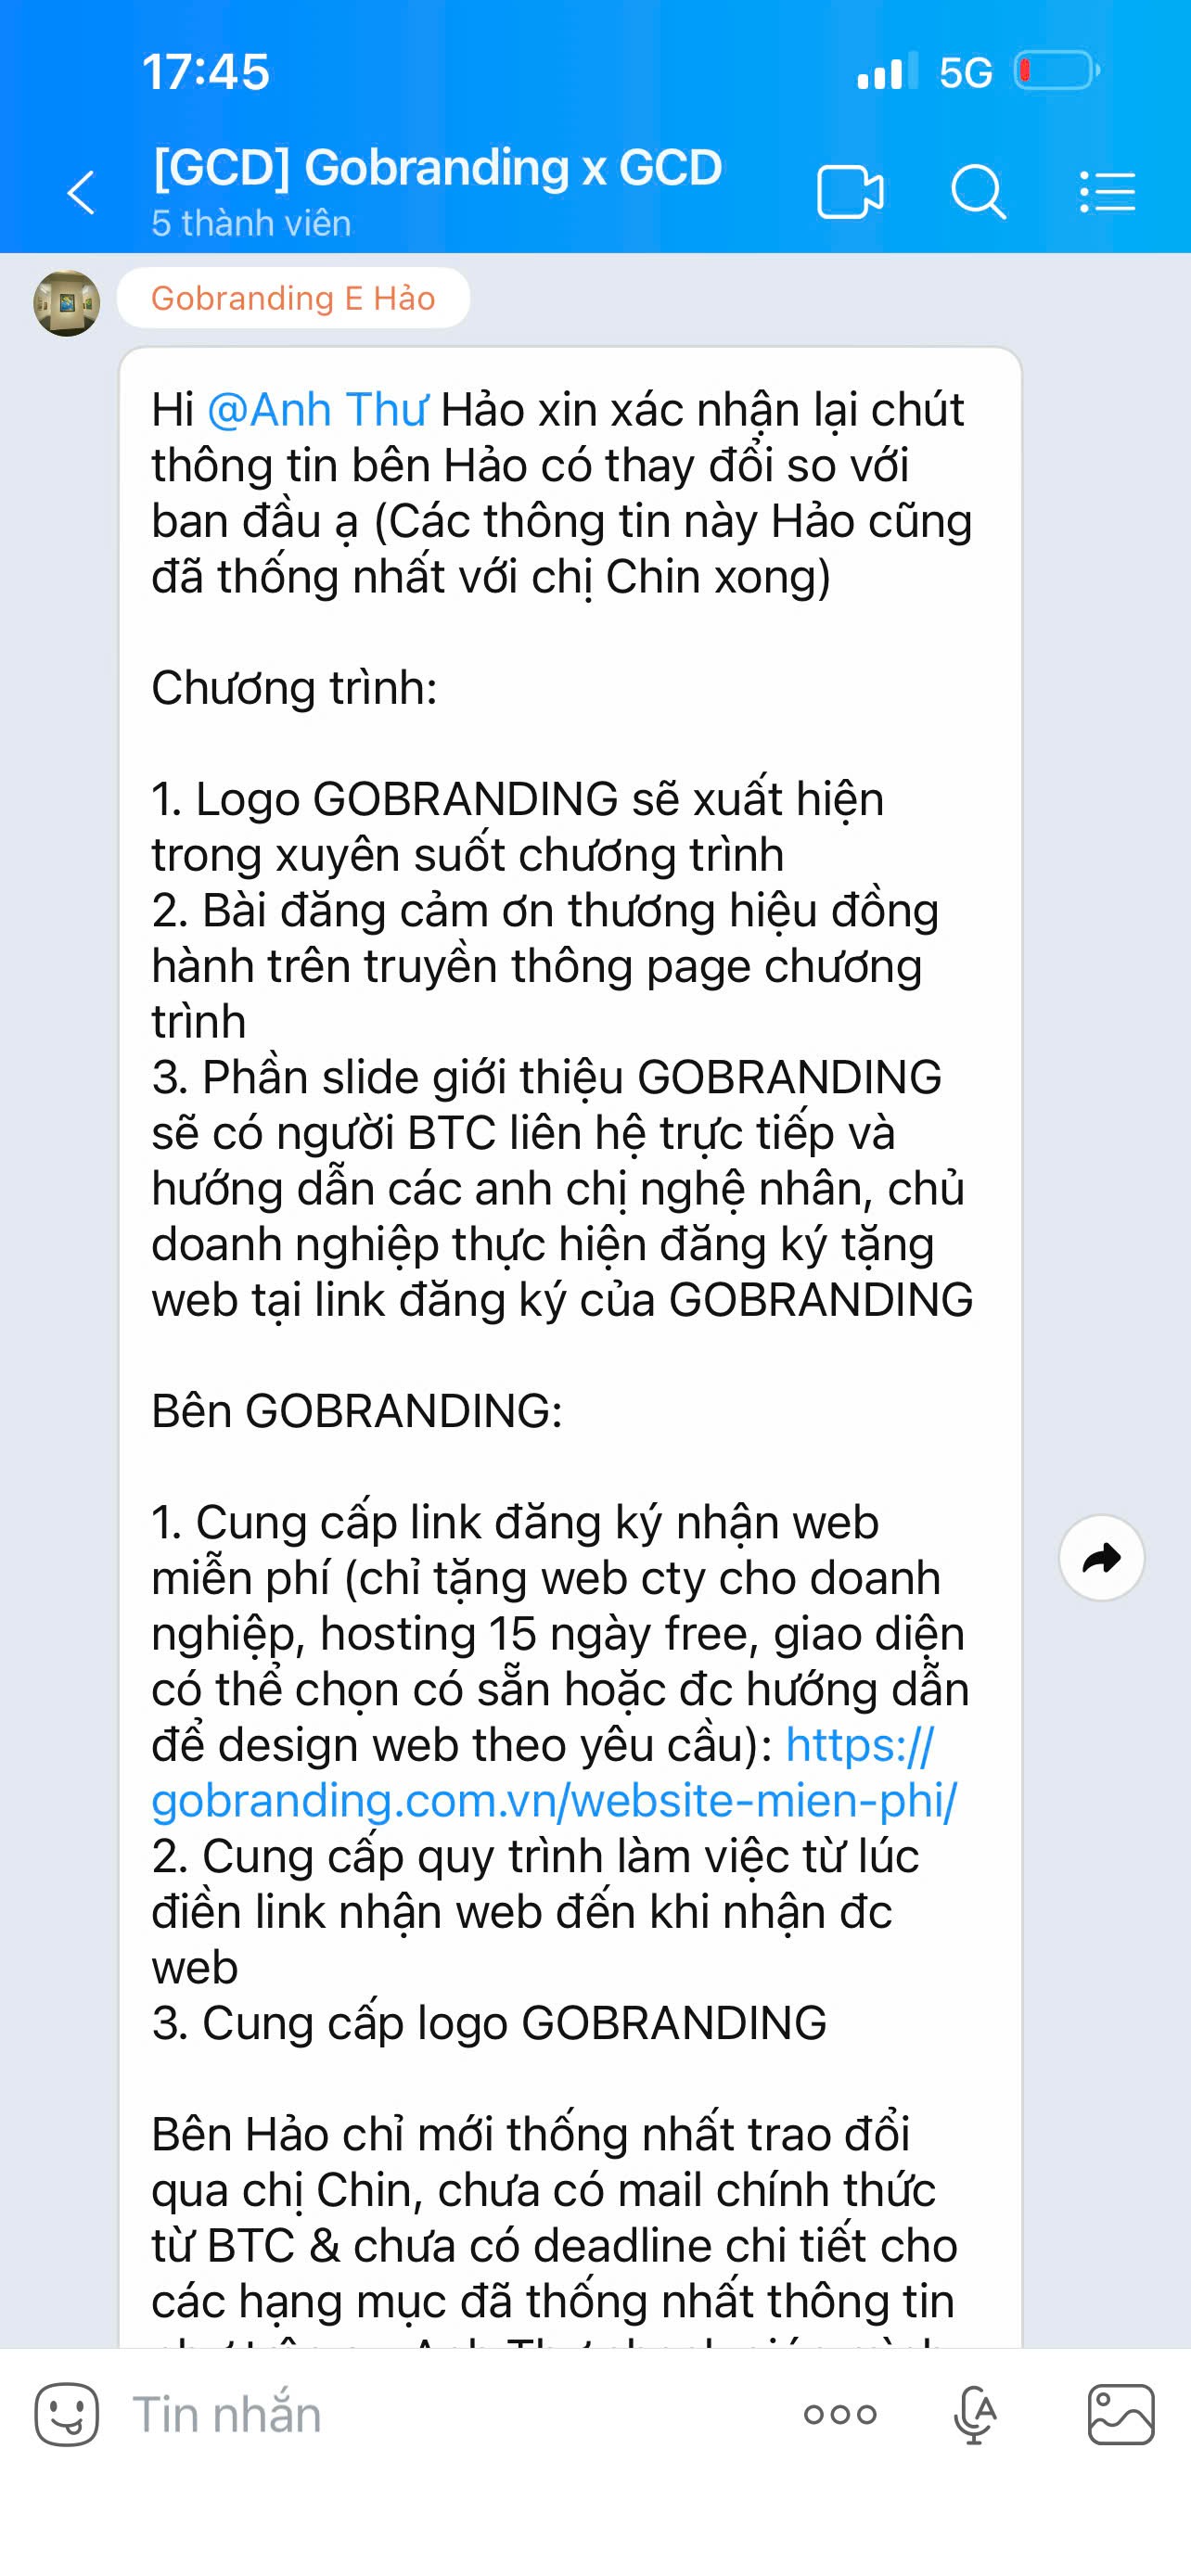 17:45
5G
[GCD] Gobranding x GCD
5 thành viên
Gobranding E Hảo
Hi @Anh Thư Hảo xin xác nhận lại chút
thông tin bên Hảo có thay đổi so với
ban đầu ạ (Các thông tin này Hảo cũng
đã thống nhất với chị Chin xong)
Chương trình:
1. Logo GOBRANDING sẽ xuất hiện
trong xuyên suốt chương trình
2. Bài đăng cảm ơn thương hiệu đồng
hành trên truyền thông page chương
trình
3. Phần slide giới thiệu GOBRANDING
sẽ có người BTC liên hệ trực tiếp và
hướng dẫn các anh chị nghệ nhân, chủ
doanh nghiệp thực hiện đăng ký tặng
web tại link đăng ký của GOBRANDING
Bên GOBRANDING:
1. Cung cấp link đăng ký nhận web
miễn phí (chỉ tặng web cty cho doanh
nghiệp, hosting 15 ngày free, giao diện
có thể chọn có sẵn hoặc đc hướng dẫn
để design web theo yêu cầu): https://
gobranding.com.vn/website-mien-phi/
2. Cung cấp quy trình làm việc từ lúc
điền link nhận web đến khi nhận đc
web
3. Cung cấp logo GOBRANDING
Bên Hảo chỉ mới thống nhất trao đổi
qua chị Chin, chưa có mail chính thức
từ BTC & chưa có deadline chi tiết cho
các hạng mục đã thống nhất thông tin
Tin nhắn